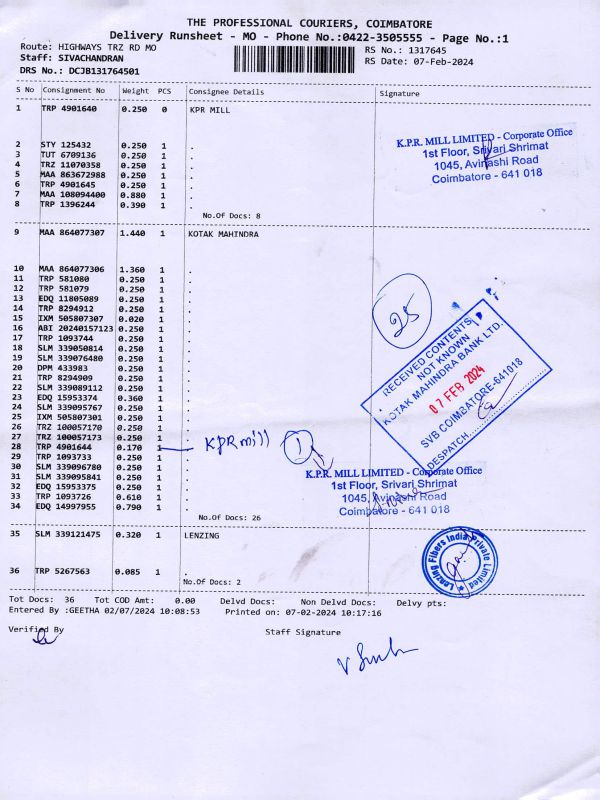 THE PROFESSIONAL COURIERS, COIMBATORE
Delivery Runsheet - MO - Phone No.:0422-3505555 - Page No.:1
Route: HIGHWAYS TRZ RD MO
RS No.: 1317645
Staff: SIVACHANDRAN
RS Date: 07-Feb-2024
DRS No.: DCJB131764501
S No Consignment No Weight PCS Consignee Details Signature
1 TRP 4901640 0.250 0 KPR MILL
2 STY 125432 0.250 1 .
3 TUT 6709136 0.250 1 .
4 TRZ 11070358 0.250 1 .
5 MAA 863672988 0.250 1 .
6 TRP 4901645 0.250 1 .
7 MAA 108094400 0.880 1 .
8 TRP 1396244 0.390 1 .
No.Of Docs: 8
K.P.R. MILL LIMITED - Corporate Office
1st Floor, Srivari Shrimat
1045, Avinashi Road
Coimbatore - 641 018
9 MAA 864077307 1.440 1 KOTAK MAHINDRA
10 MAA 864077306 1.360 1 .
11 TRP 581080 0.250 1 .
12 TRP 581079 0.250 1 .
13 EDQ 11805089 0.250 1 .
14 TRP 8294912 0.250 1 .
15 IXM 505807307 0.020 1 .
16 ABI 20240157123 0.250 1 .
17 TRP 1093744 0.250 1 .
18 SLM 339050814 0.250 1 .
19 SLM 339076480 0.250 1 .
20 DPM 433983 0.250 1 .
21 TRP 8294909 0.250 1 .
22 SLM 339089112 0.250 1 .
23 EDQ 15953374 0.360 1 .
24 SLM 339095767 0.250 1 .
25 IXM 505807301 0.250 1 .
26 TRZ 100057170 0.250 1 .
27 TRZ 100057173 0.250 1 .
28 TRP 4901644 0.170 1 .
29 TRP 1093733 0.250 1 .
30 SLM 339096780 0.250 1 .
31 SLM 339095841 0.250 1 .
32 EDQ 15953375 0.250 1 .
33 TRP 1093726 0.610 1 .
34 EDQ 14997955 0.790 1 .
No.Of Docs: 26
25
RECEIVED CONTENTS
NOT KNOWN
KOTAK MAHINDRA BANK LTD.
07 FEB 2024
SVB COIMBATORE-641018
DESPATCH
KPR mill 1
K.P.R. MILL LIMITED - Corporate Office
1st Floor, Srivari Shrimat
1045, Avinashi Road
Coimbatore - 641 018
35 SLM 339121475 0.320 1 LENZING
36 TRP 5267563 0.085 1 .
No.Of Docs: 2
Lenzing Fibers India Private Limited
Tot Docs: 36 Tot COD Amt: 0.00 Delvd Docs: Non Delvd Docs: Delvy pts:
Entered By :GEETHA 02/07/2024 10:08:53 Printed on: 07-02-2024 10:17:16
Verified By
Staff Signature